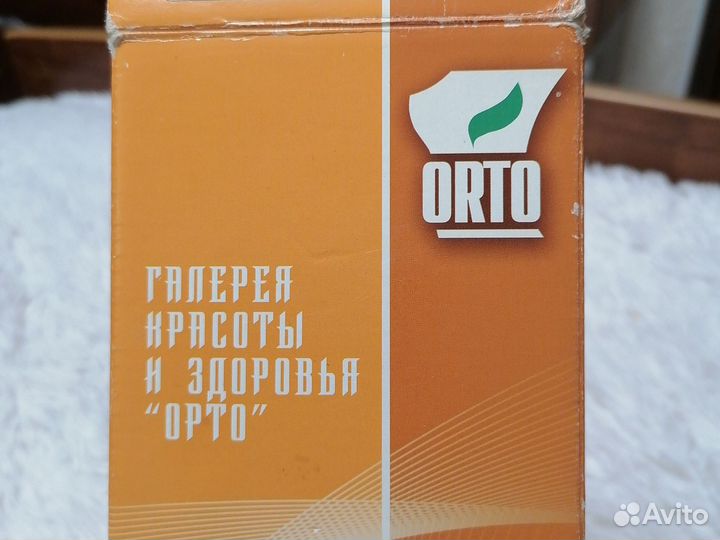 ORTO
ГАЛЕРЕЯ
КРАСОТЫ
И ЗДОРОВЬЯ
“ОРТО”
Avito